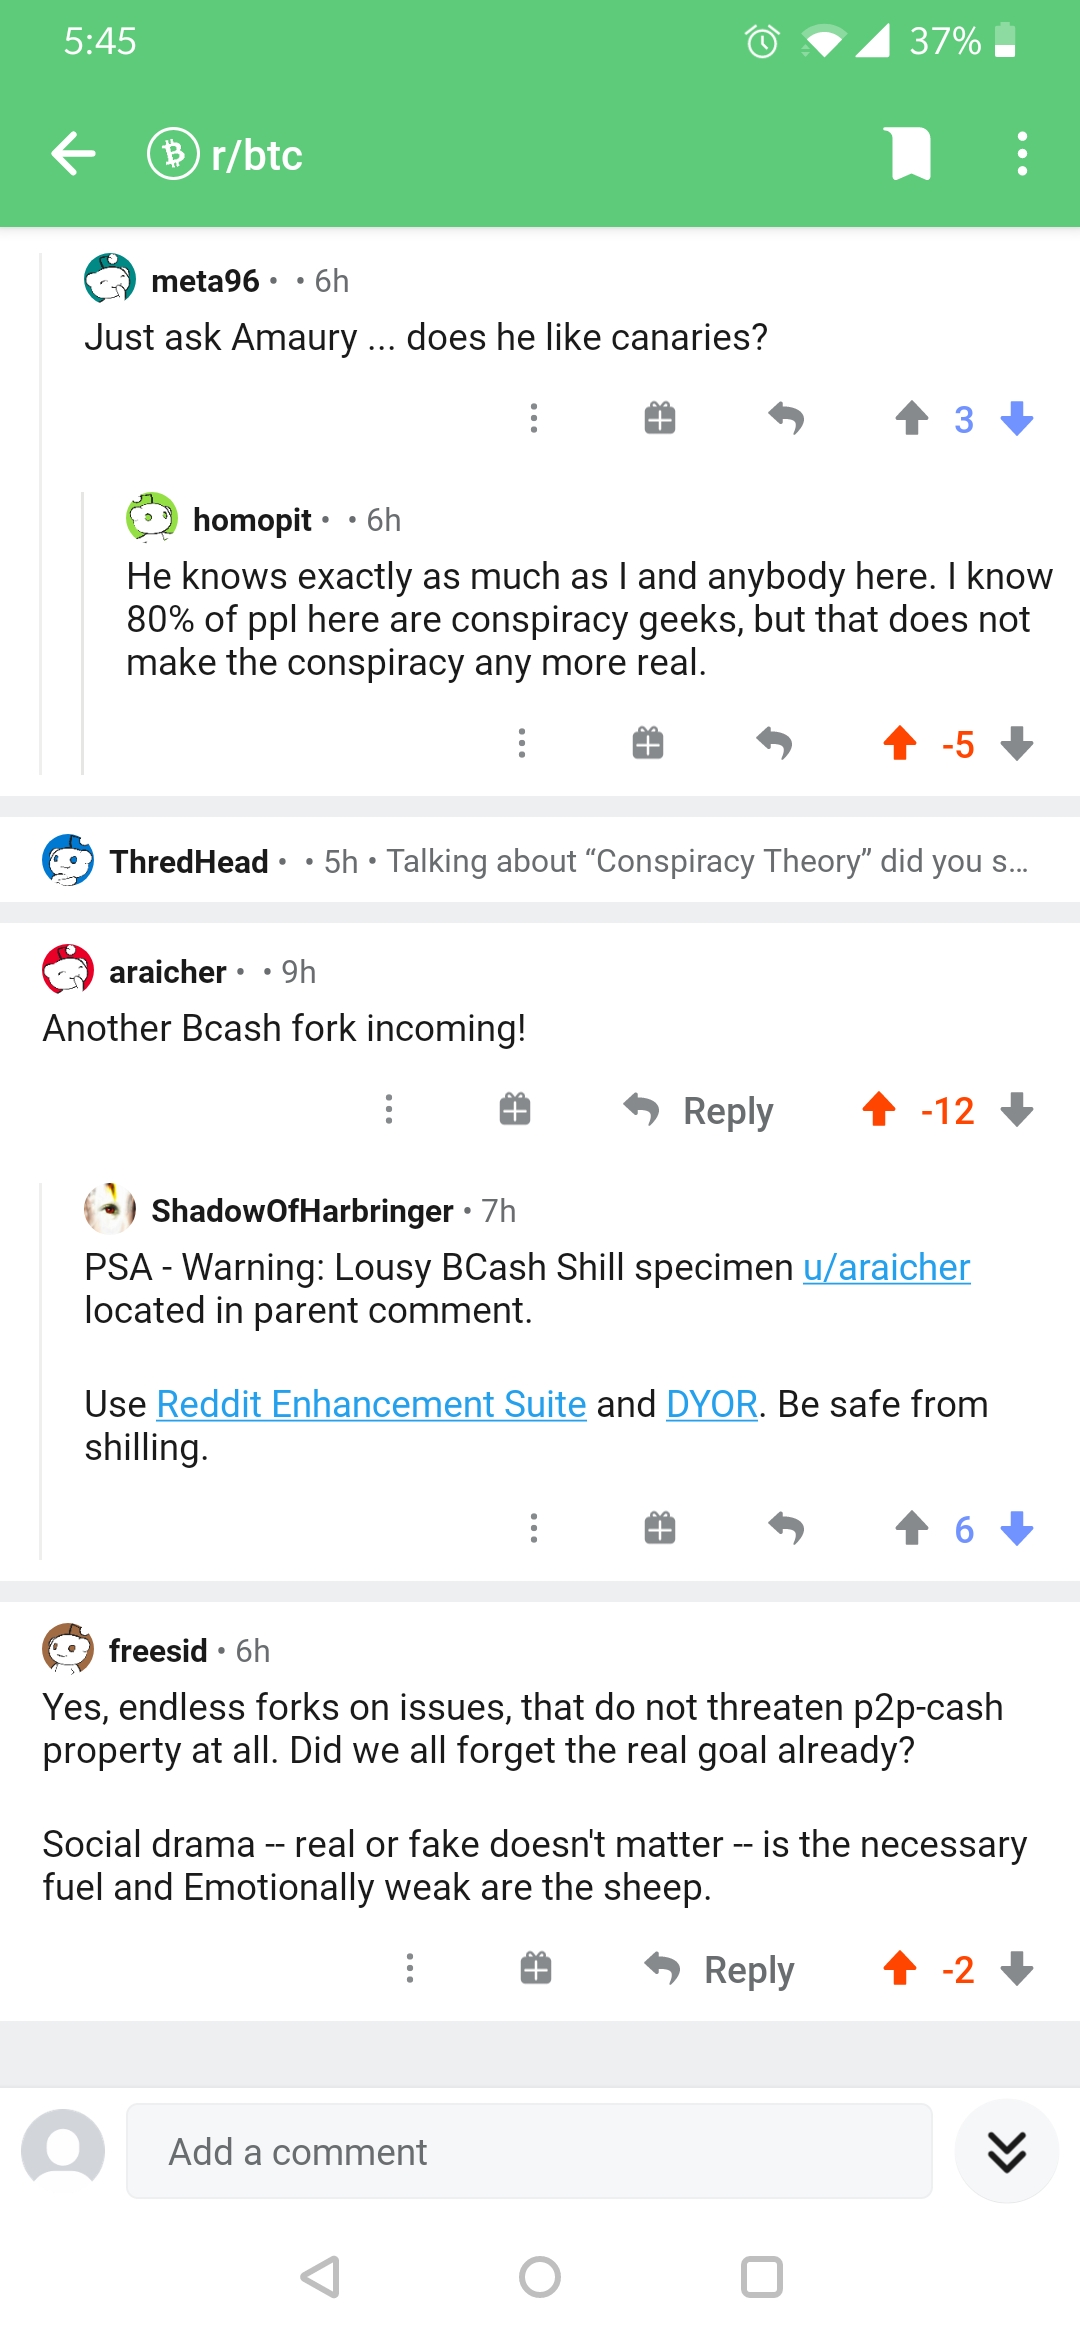 5:45
37%
r/btc
meta96 • • 6h
Just ask Amaury ... does he like canaries?
3
homopit • • 6h
He knows exactly as much as I and anybody here. I know
80% of ppl here are conspiracy geeks, but that does not
make the conspiracy any more real.
-5
ThredHead • • 5h • Talking about “Conspiracy Theory” did you s...
araicher • • 9h
Another Bcash fork incoming!
Reply
-12
ShadowOfHarbringer • 7h
PSA - Warning: Lousy BCash Shill specimen u/araicher
located in parent comment.
Use Reddit Enhancement Suite and DYOR. Be safe from
shilling.
6
freesid • 6h
Yes, endless forks on issues, that do not threaten p2p-cash
property at all. Did we all forget the real goal already?
Social drama -- real or fake doesn't matter -- is the necessary
fuel and Emotionally weak are the sheep.
Reply
-2
Add a comment